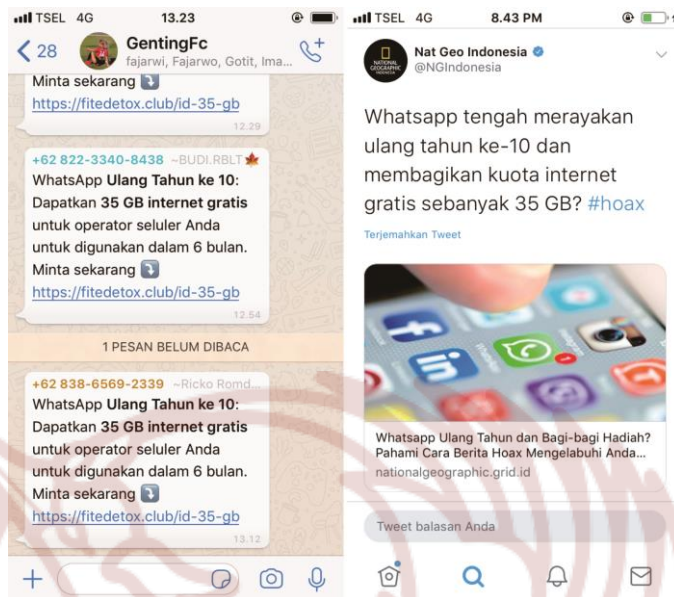 TSEL 4G 13.23
28 GentingFc
fajarwi, Fajarwo, Gotit, Ima...
Minta sekarang
https://fitedetox.club/id-35-gb
12.29
+62 822-3340-8438 ~BUDI.RBLT
WhatsApp Ulang Tahun ke 10:
Dapatkan 35 GB internet gratis
untuk operator seluler Anda
untuk digunakan dalam 6 bulan.
Minta sekarang
https://fitedetox.club/id-35-gb
12.54
1 PESAN BELUM DIBACA
+62 838-6569-2339 ~Ricko Romd...
WhatsApp Ulang Tahun ke 10:
Dapatkan 35 GB internet gratis
untuk operator seluler Anda
untuk digunakan dalam 6 bulan.
Minta sekarang
https://fitedetox.club/id-35-gb
13.12
TSEL 4G 8.43 PM
NATIONAL
GEOGRAPHIC
INDONESIA
Nat Geo Indonesia
@NGIndonesia
Whatsapp tengah merayakan
ulang tahun ke-10 dan
membagikan kuota internet
gratis sebanyak 35 GB? #hoax
Terjemahkan Tweet
f
in
WhatsApp
Instagram
1
Whatsapp Ulang Tahun dan Bagi-bagi Hadiah?
Pahami Cara Berita Hoax Mengelabuhi Anda...
nationalgeographic.grid.id
Tweet balasan Anda